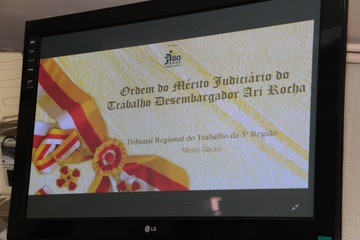 80
Ordem do Mérito Judiciário do
Trabalho Desembargador Ari Rocha
Tribunal Regional do Trabalho da 3ª Região
Minas Gerais
LG